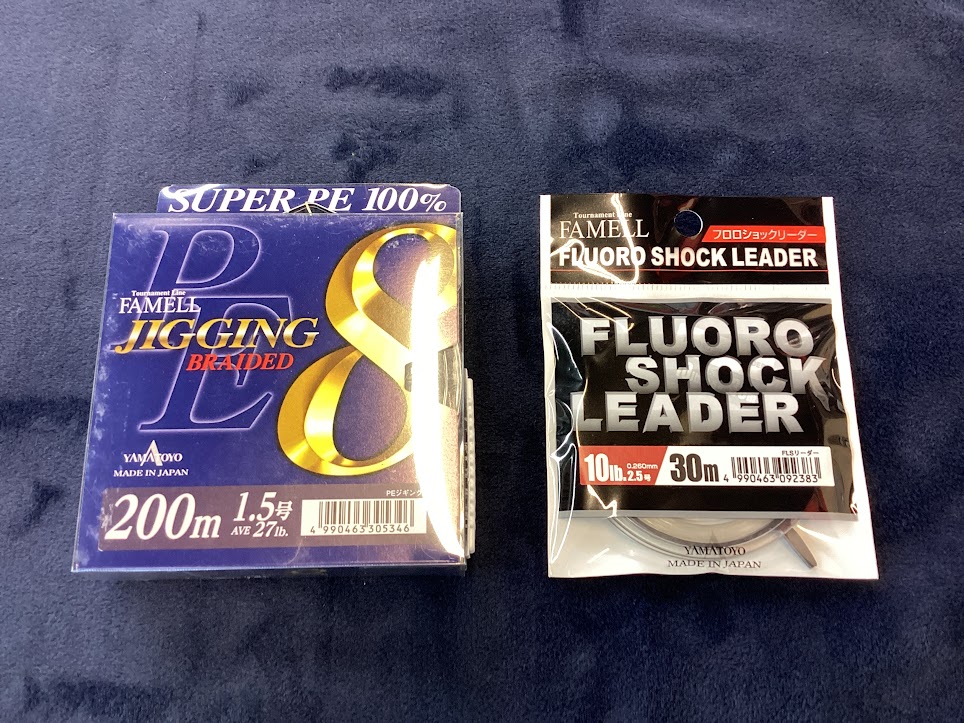 SUPER PE 100%
PE
8
Tournament Line
FAMELL
JIGGING
BRAIDED
YAMATOYO
MADE IN JAPAN
PEジギング
200m 1.5号
AVE 27lb.
4 990463 305346
Tournament Line
FAMELL
フロロショックリーダー
FLUORO SHOCK LEADER
FLUORO
SHOCK
LEADER
FLSリーダー
10lb. 0.260mm 2.5号 30m
4 990463 092383
YAMATOYO
MADE IN JAPAN